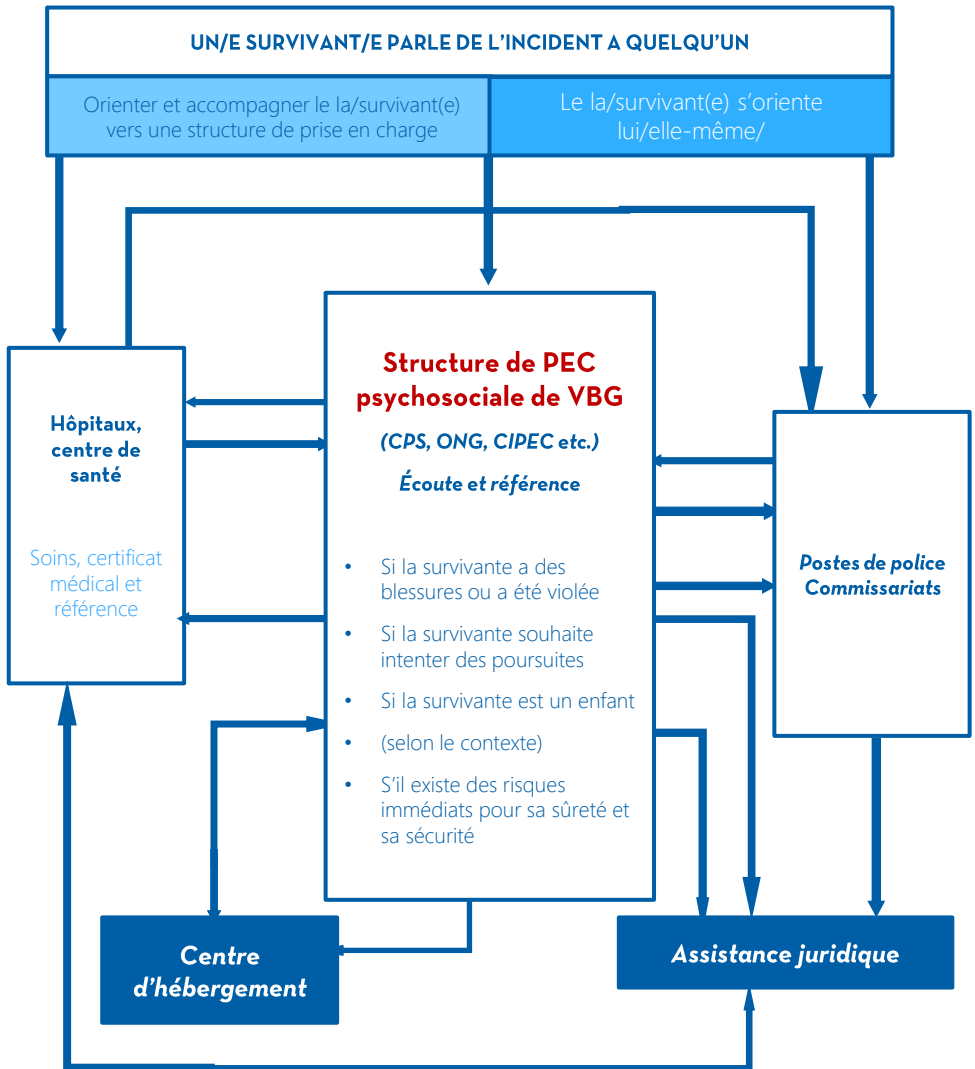 UN/E SURVIVANT/E PARLE DE L'INCIDENT A QUELQU'UN
Orienter et accompagner le la/survivant(e)
vers une structure de prise en charge
Le la/survivant(e) s'oriente
lui/elle-même/
Hôpitaux,
centre de
santé
Soins, certificat
médical et
référence
Structure de PEC
psychosociale de VBG
(CPS, ONG, CIPEC etc.)
Écoute et référence
• Si la survivante a des
blessures ou a été violée
• Si la survivante souhaite
intenter des poursuites
• Si la survivante est un enfant
• (selon le contexte)
• S'il existe des risques
immédiats pour sa sûreté et
sa sécurité
Postes de police
Commissariats
Centre
d'hébergement
Assistance juridique